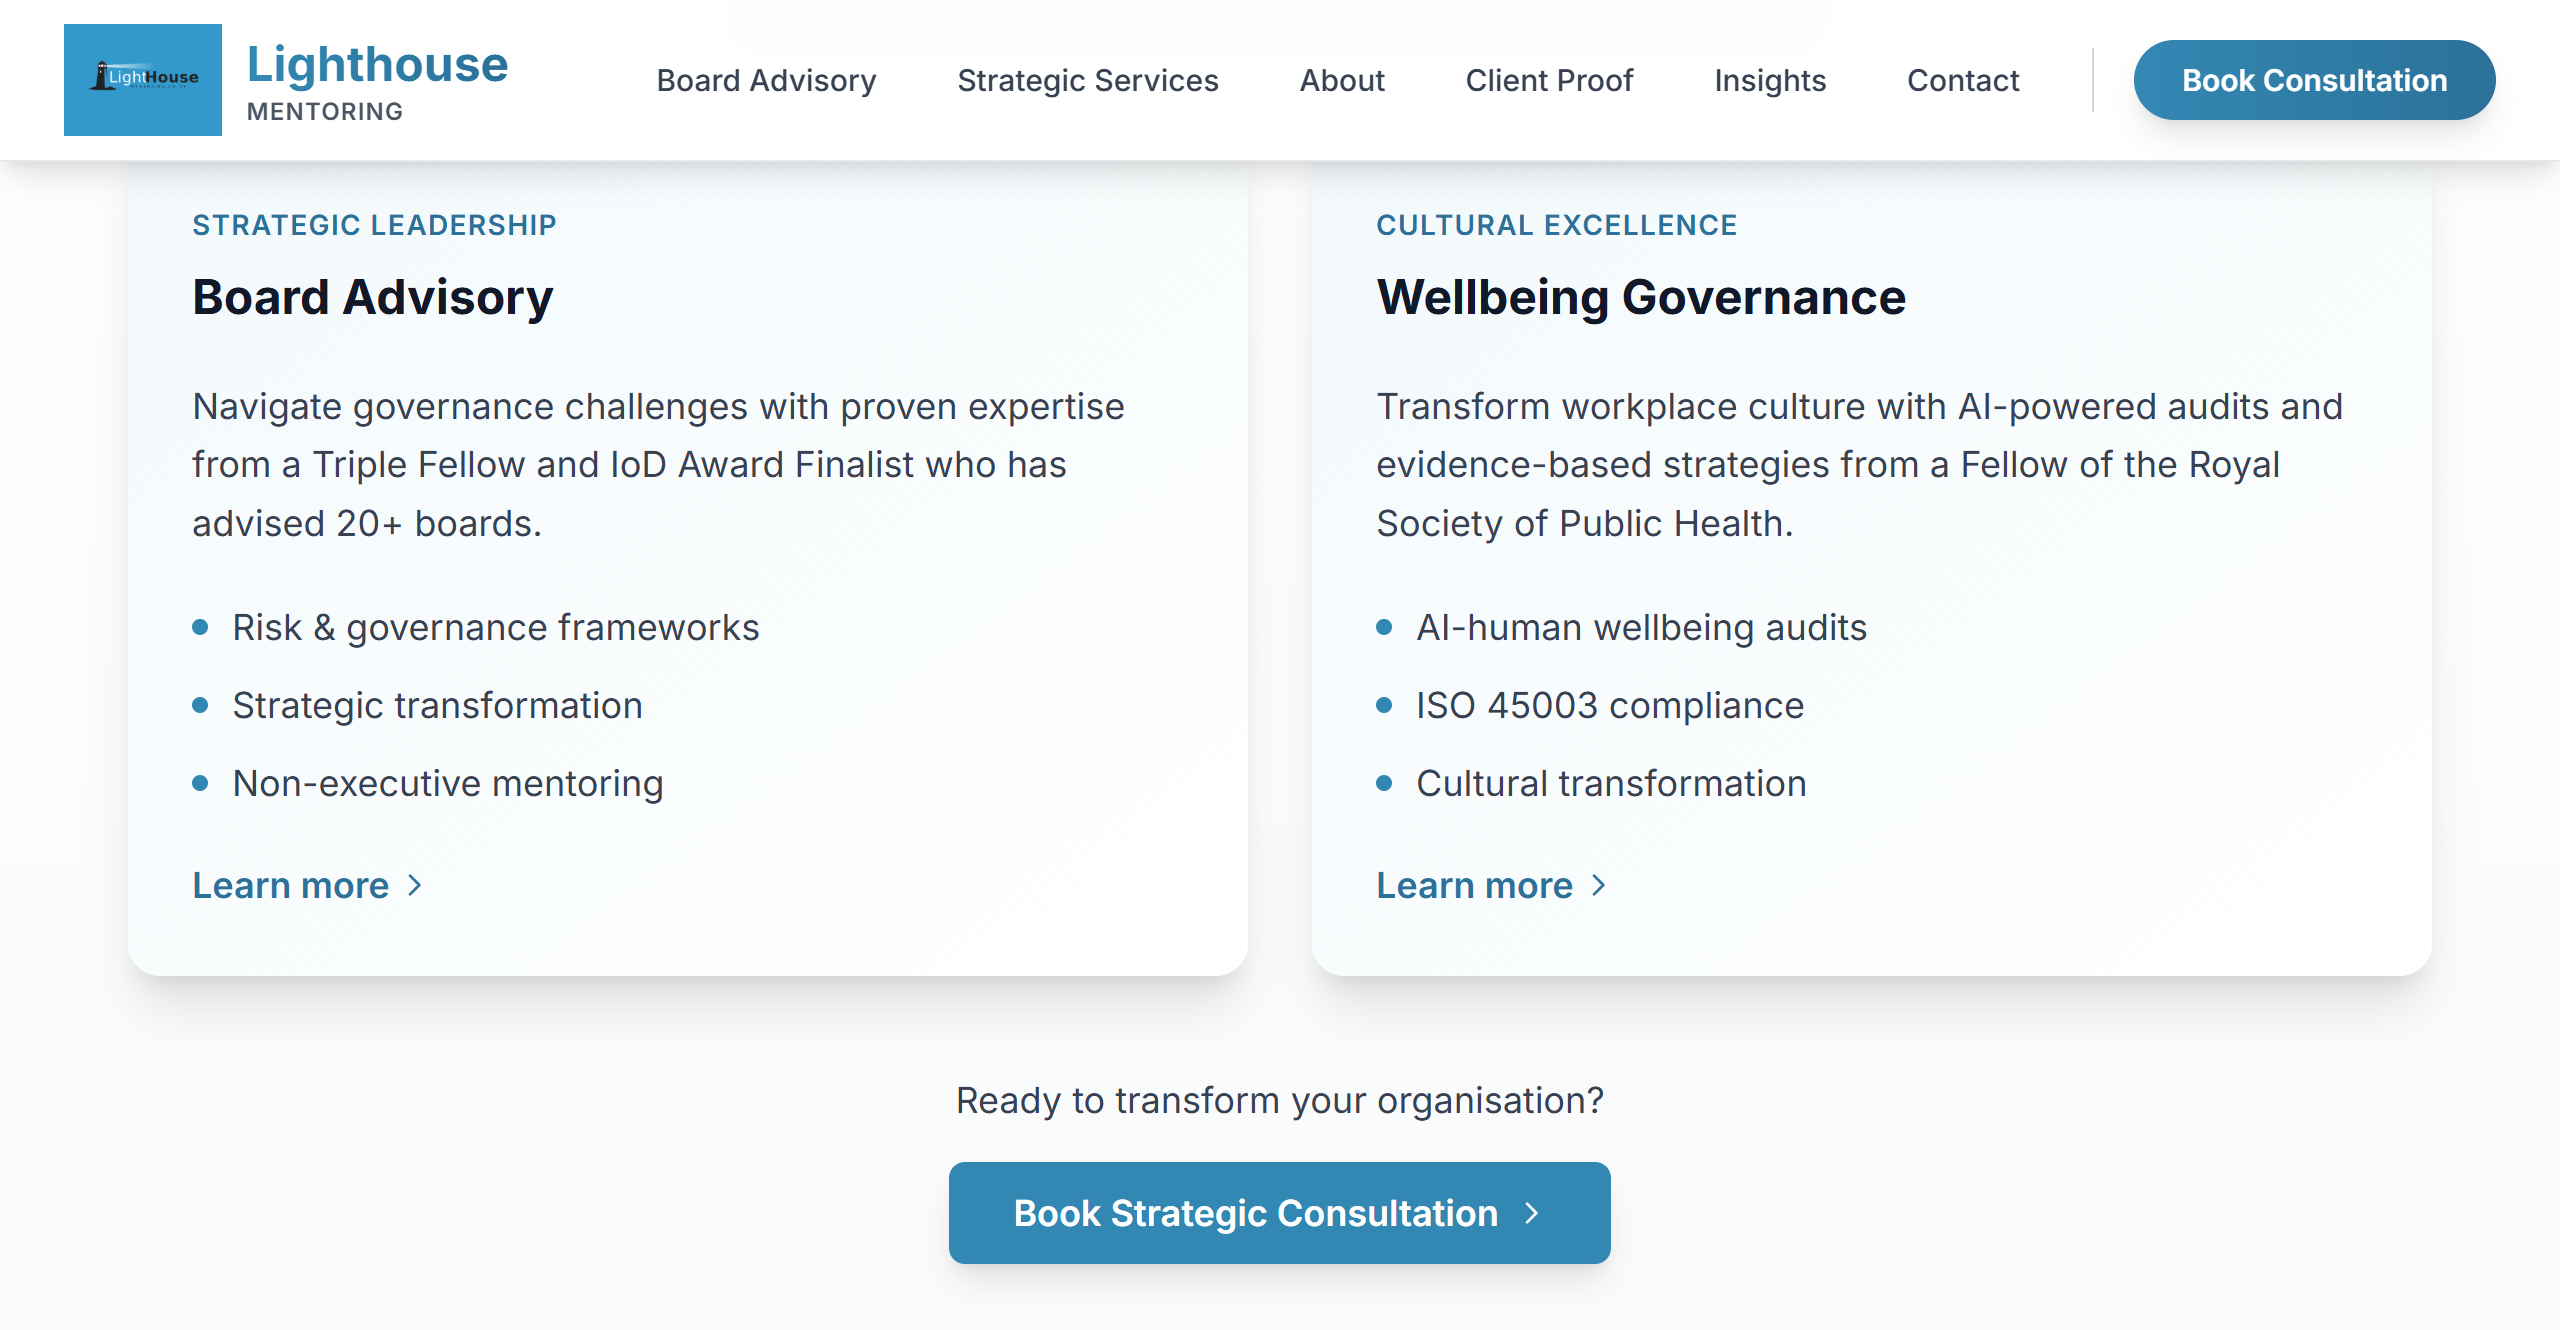 LightHouse
Lighthouse
MENTORING
Board Advisory
Strategic Services
About
Client Proof
Insights
Contact
Book Consultation
STRATEGIC LEADERSHIP
Board Advisory
Navigate governance challenges with proven expertise
from a Triple Fellow and IoD Award Finalist who has
advised 20+ boards.
Risk & governance frameworks
Strategic transformation
Non-executive mentoring
Learn more
CULTURAL EXCELLENCE
Wellbeing Governance
Transform workplace culture with AI-powered audits and
evidence-based strategies from a Fellow of the Royal
Society of Public Health.
AI-human wellbeing audits
ISO 45003 compliance
Cultural transformation
Learn more
Ready to transform your organisation?
Book Strategic Consultation